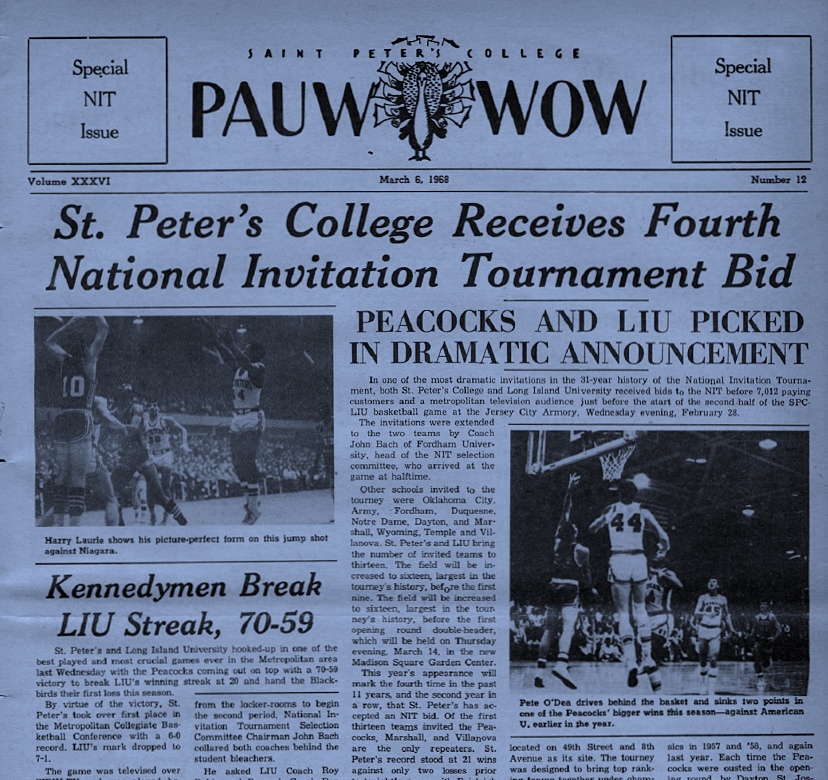 Special
NIT
Issue
SAINT PETER'S COLLEGE
PAUW WOW
Special
NIT
Issue
Volume XXXVI
March 6, 1968
Number 12
St. Peter's College Receives Fourth
National Invitation Tournament Bid
10
4
Harry Laurie shows his picture-perfect form on this jump shot
against Niagara.
Kennedymen Break
LIU Streak, 70-59
St. Peter's and Long Island University hooked-up in one of the
best played and most crucial games ever in the Metropolitan area
last Wednesday with the Peacocks coming out on top with a 70-59
victory to break LIU's winning streak at 20 and hand the Black-
birds their first loss this season.
By virtue of the victory, St.
Peter's took over first place in
the Metropolitan Collegiate Bas-
ketball Conference with a 6-0
record. LIU's mark dropped to
7-1.
The game was televised over
from the locker-rooms to begin
the second period, National In-
vitation Tournament Selection
Committee Chairman John Bach
collared both coaches behind the
student bleachers.
He asked LIU Coach Roy
PEACOCKS AND LIU PICKED
IN DRAMATIC ANNOUNCEMENT
In one of the most dramatic invitations in the 31-year history of the National Invitation Tourna-
ment, both St. Peter's College and Long Island University received bids to the NIT before 7,012 paying
customers and a metropolitan television audience just before the start of the second-half of the SPC-
LIU basketball game at the Jersey City Armory, Wednesday evening, February 28.
The invitations were extended
to the two teams by Coach
John Bach of Fordham Univer-
sity, head of the NIT selection
committee, who arrived at the
game at halftime.
Other schools invited to the
tourney were Oklahoma City,
Army, Fordham, Duquesne,
Notre Dame, Dayton, and Mar-
shall, Wyoming, Temple and Vil-
lanova. St. Peter's and LIU bring
the number of invited teams to
thirteen. The field will be in-
creased to sixteen, largest in the
tourney's history, before the first
nine. The field will be increased
to sixteen, largest in the tour-
ney's history, before the first
opening round double-header,
which will be held on Thursday
evening, March 14, in the new
Madison Square Garden Center.
This year's appearance will
mark the fourth time in the past
11 years, and the second year in
a row, that St. Peter's has ac-
cepted an NIT bid. Of the first
thirteen teams invited the Pea-
cocks, Marshall, and Villanova
are the only repeaters. St.
Peter's record stood at 21 wins
against only two losses prior
44
45
Pete O'Dea drives behind the basket and sinks two points in
one of the Peacocks' bigger wins this season—against American
U. earlier in the year.
located on 49th Street and 8th
Avenue as its site. The tourney
was designed to bring top rank-
sics in 1957 and '58, and again
last year. Each time the Pea-
cocks were ousted in the open-
ing round by Dayton, St. Jos-